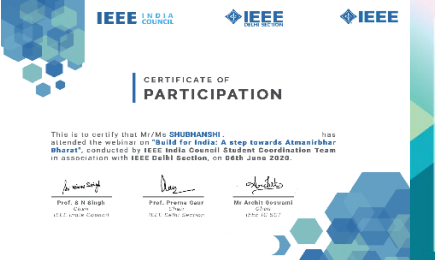 IEEE INDIA COUNCIL
IEEE DELHI SECTION
IEEE
CERTIFICATE OF
PARTICIPATION
This is to certify that Mr/Ms SHUBHANSHI . has
attended the webinar on "Build for India: A step towards Atmanirbhar
Bharat", conducted by IEEE India Council Student Coordination Team
in association with IEEE Delhi Section, on 06th June 2020.
Prof. S N Singh
Chair
IEEE India Council
Prof. Prerna Gaur
Chair
IEEE Delhi Section
Mr Archit Goswami
Chair